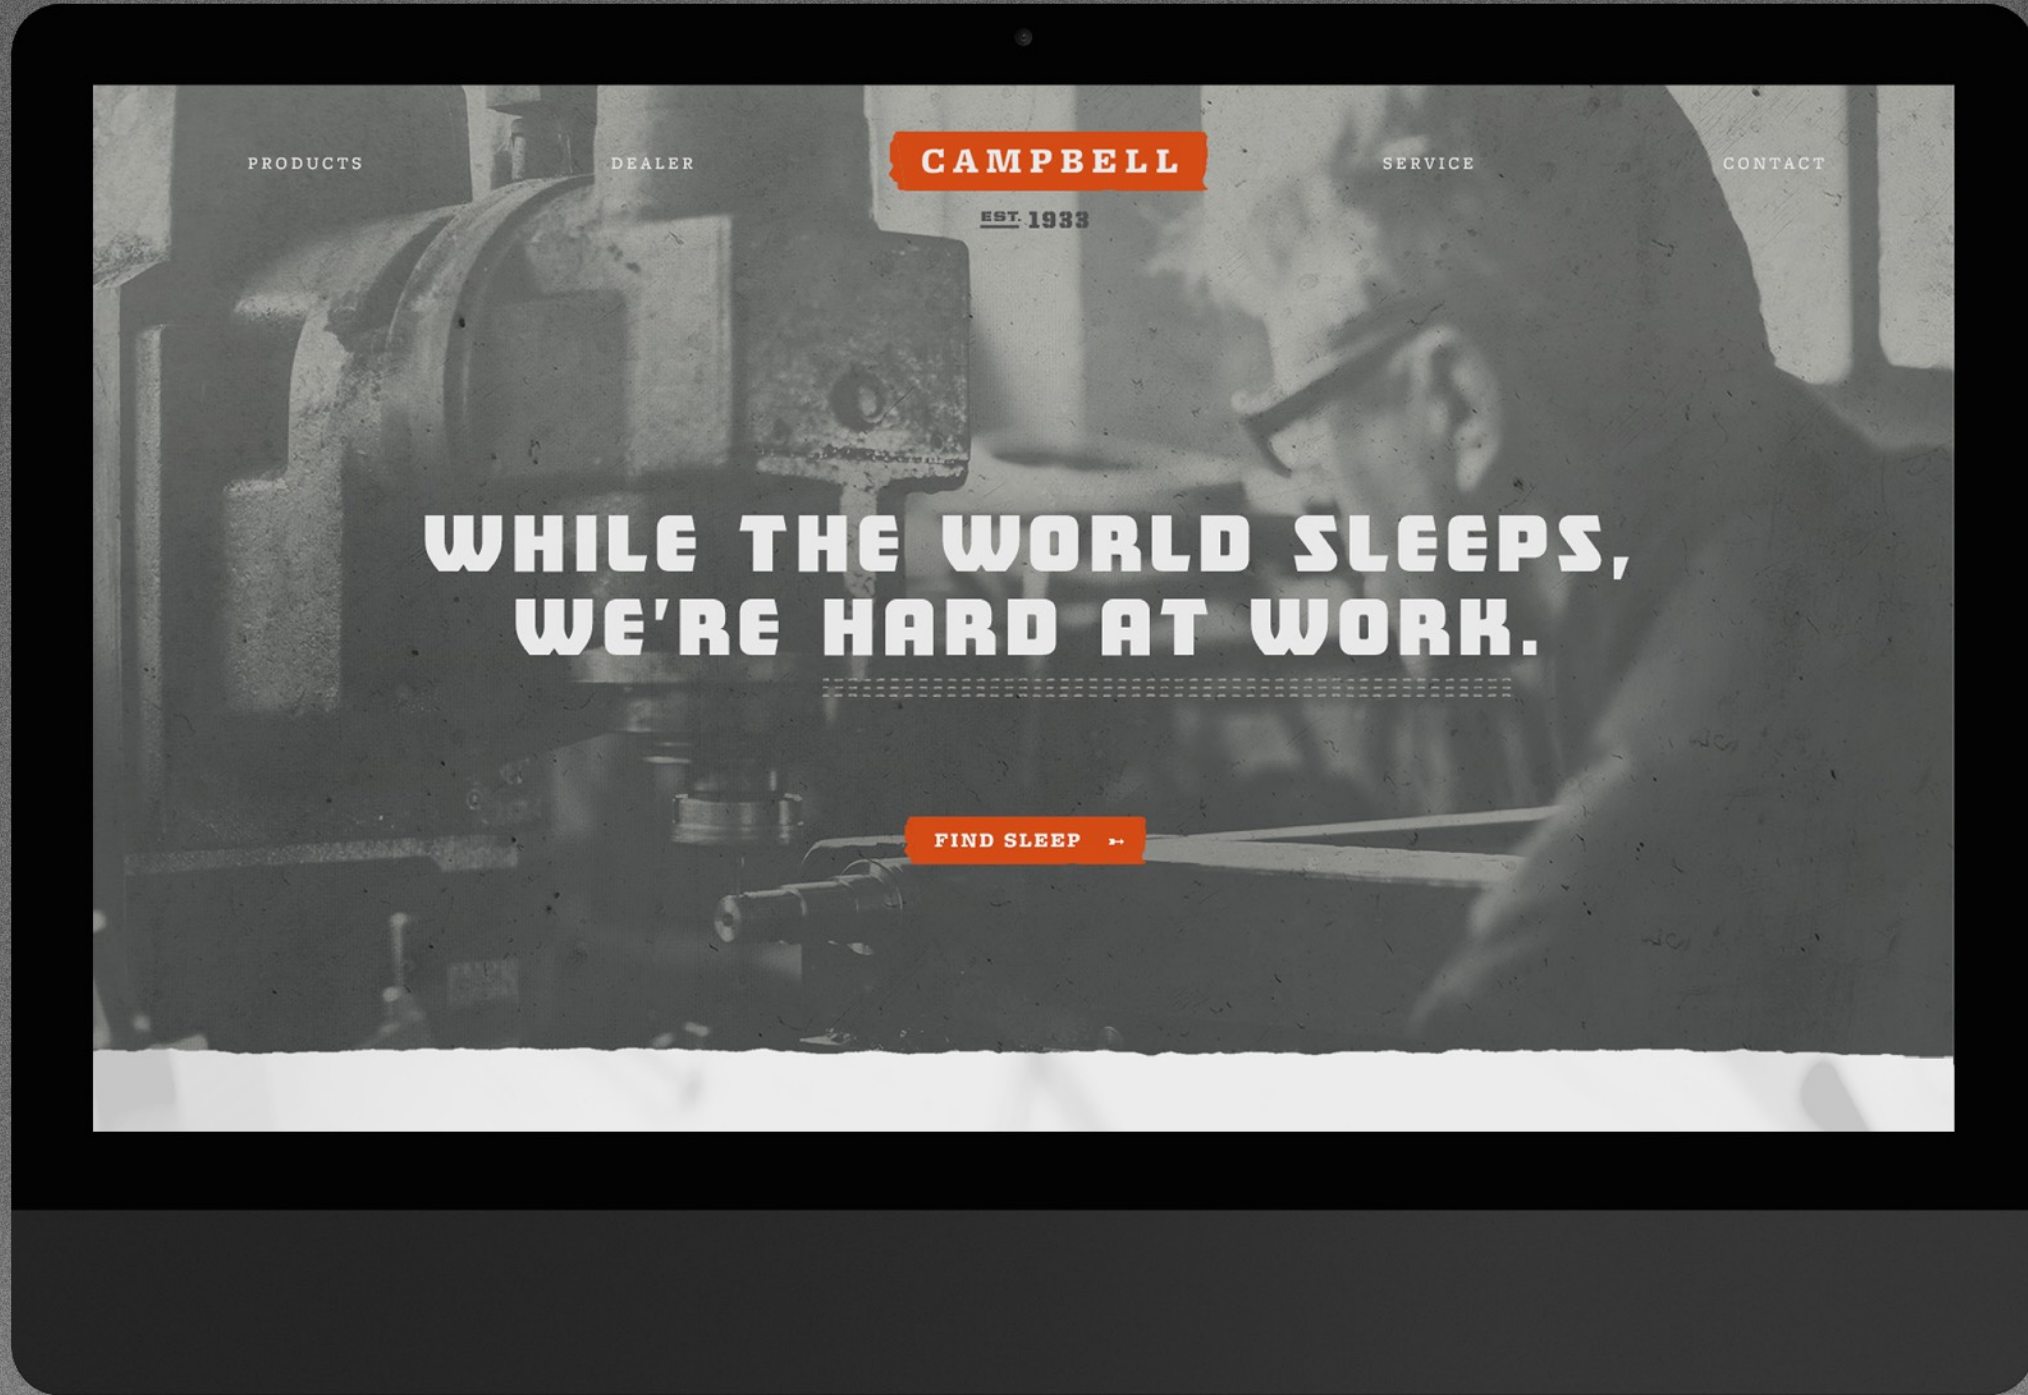 PRODUCTS DEALER CAMPBELL SERVICE CONTACT
EST. 1933
WHILE THE WORLD SLEEPS,
WE'RE HARD AT WORK.
FIND SLEEP